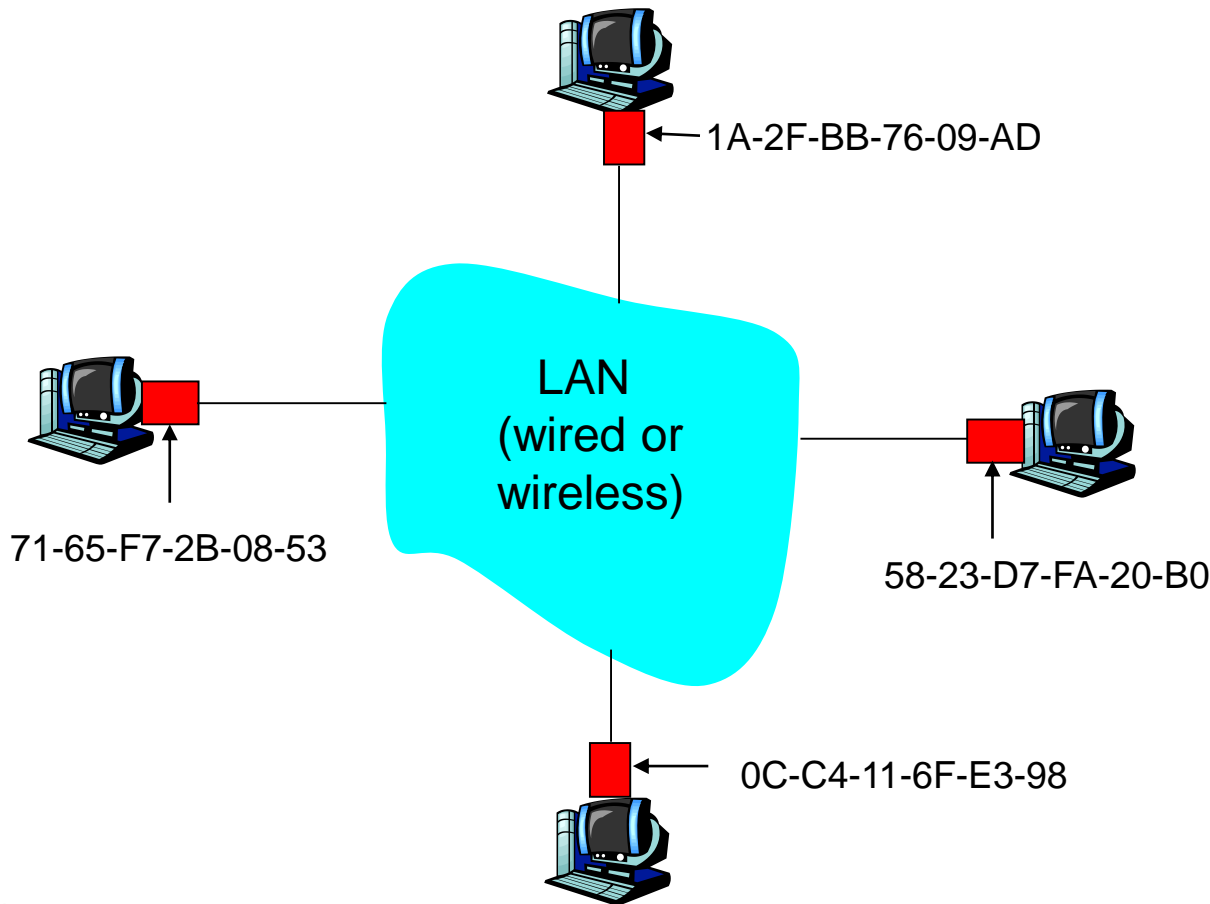 1A-2F-BB-76-09-AD
LAN
(wired or
wireless)
71-65-F7-2B-08-53
58-23-D7-FA-20-B0
0C-C4-11-6F-E3-98